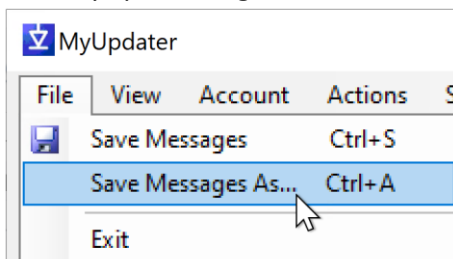 MyUpdater
File View Account Actions
Save Messages Ctrl+S
Save Messages As... Ctrl+A
Exit